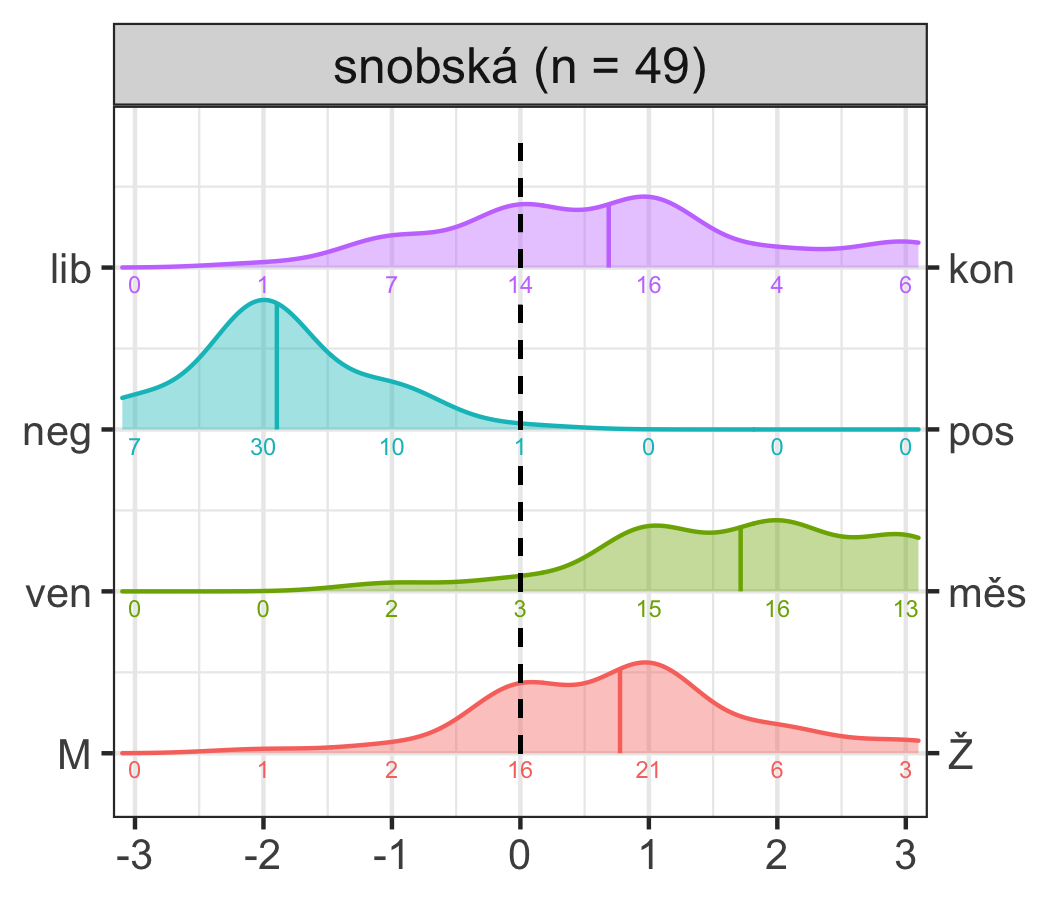 snobská (n = 49)
lib kon
0 1 7 14 16 4 6
neg pos
7 30 10 1 0 0 0
ven měs
0 0 2 3 15 16 13
M Ž
0 1 2 16 21 6 3
-3 -2 -1 0 1 2 3